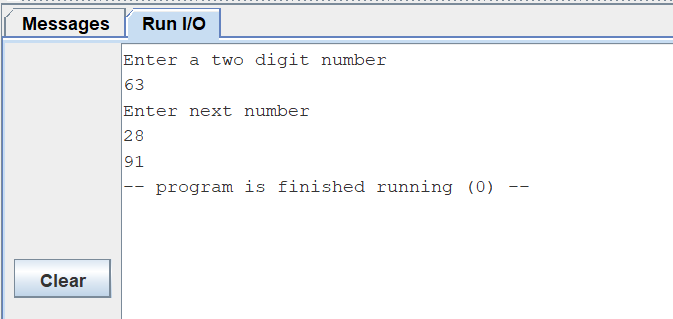 Messages Run I/O
Enter a two digit number
63
Enter next number
28
91
-- program is finished running (0) --
Clear